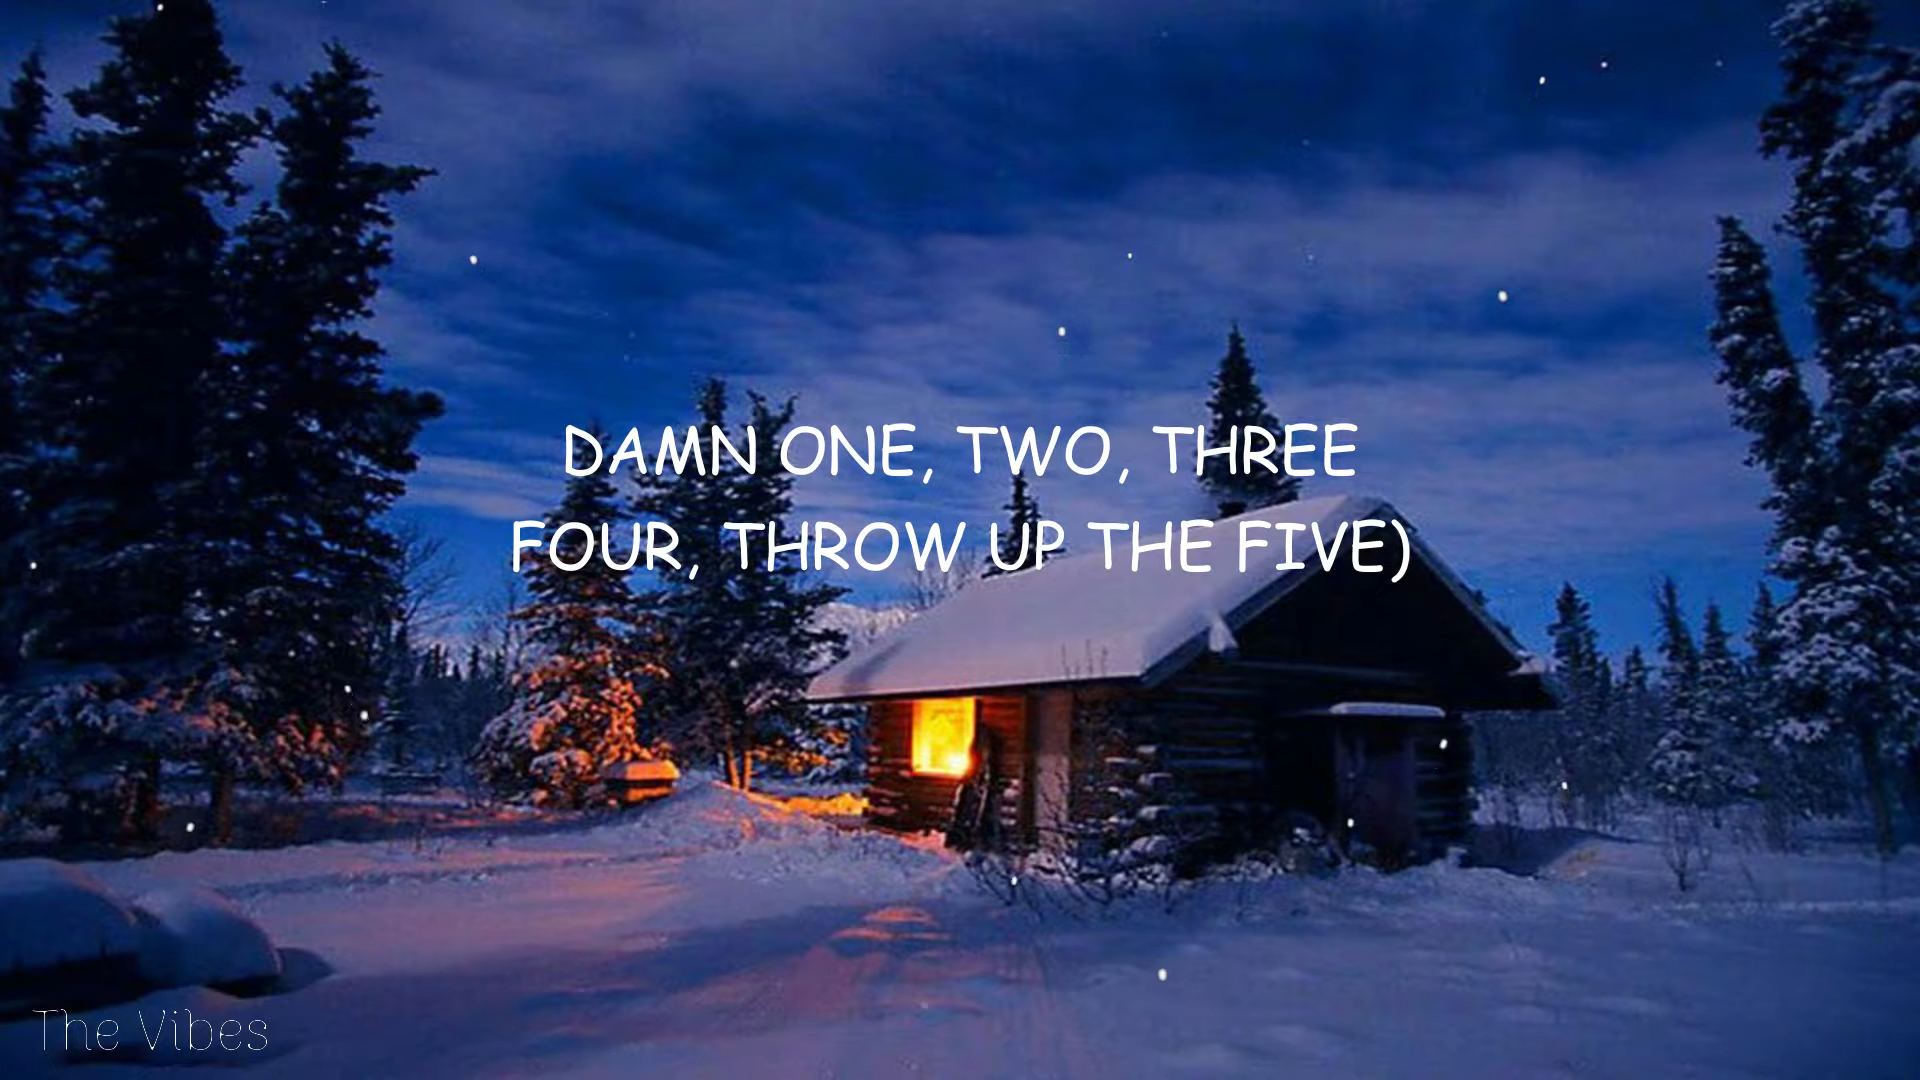 DAMN ONE, TWO, THREE
FOUR, THROW UP THE FIVE)
The Vibes